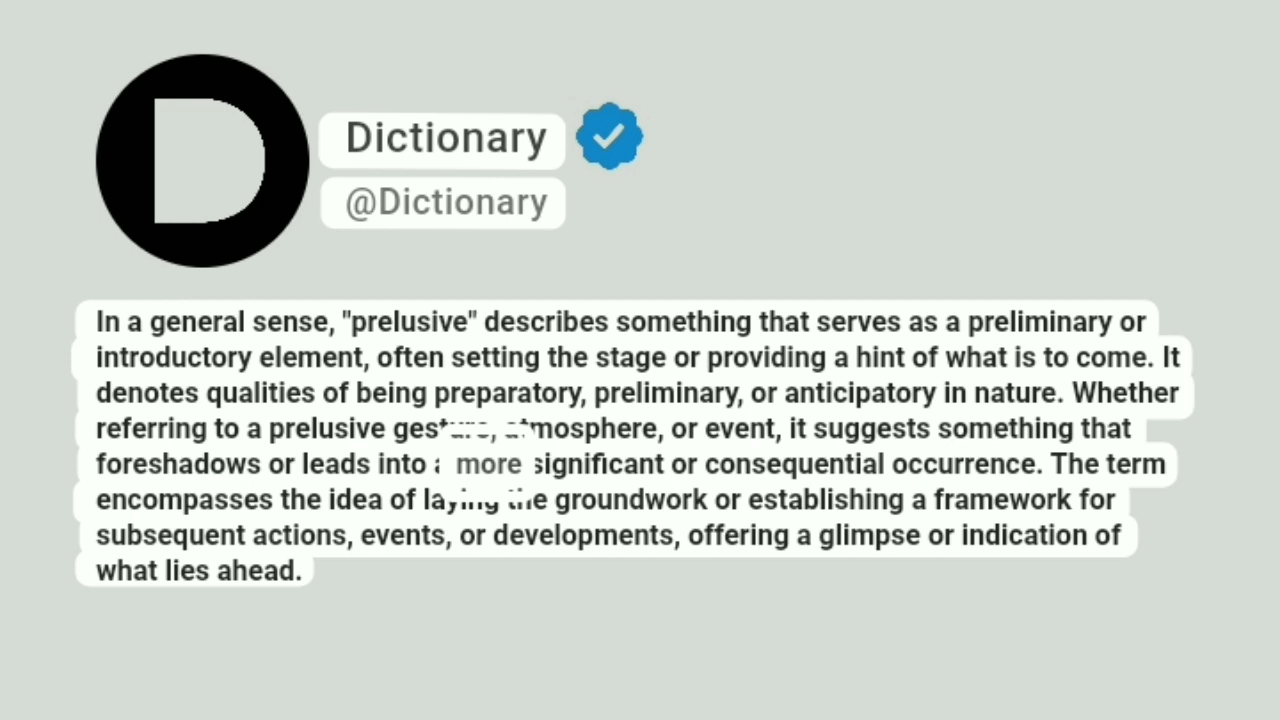 D
Dictionary
@Dictionary
In a general sense, "prelusive" describes something that serves as a preliminary or
introductory element, often setting the stage or providing a hint of what is to come. It
denotes qualities of being preparatory, preliminary, or anticipatory in nature. Whether
referring to a prelusive gesture, atmosphere, or event, it suggests something that
foreshadows or leads into a more significant or consequential occurrence. The term
encompasses the idea of laying the groundwork or establishing a framework for
subsequent actions, events, or developments, offering a glimpse or indication of
what lies ahead.